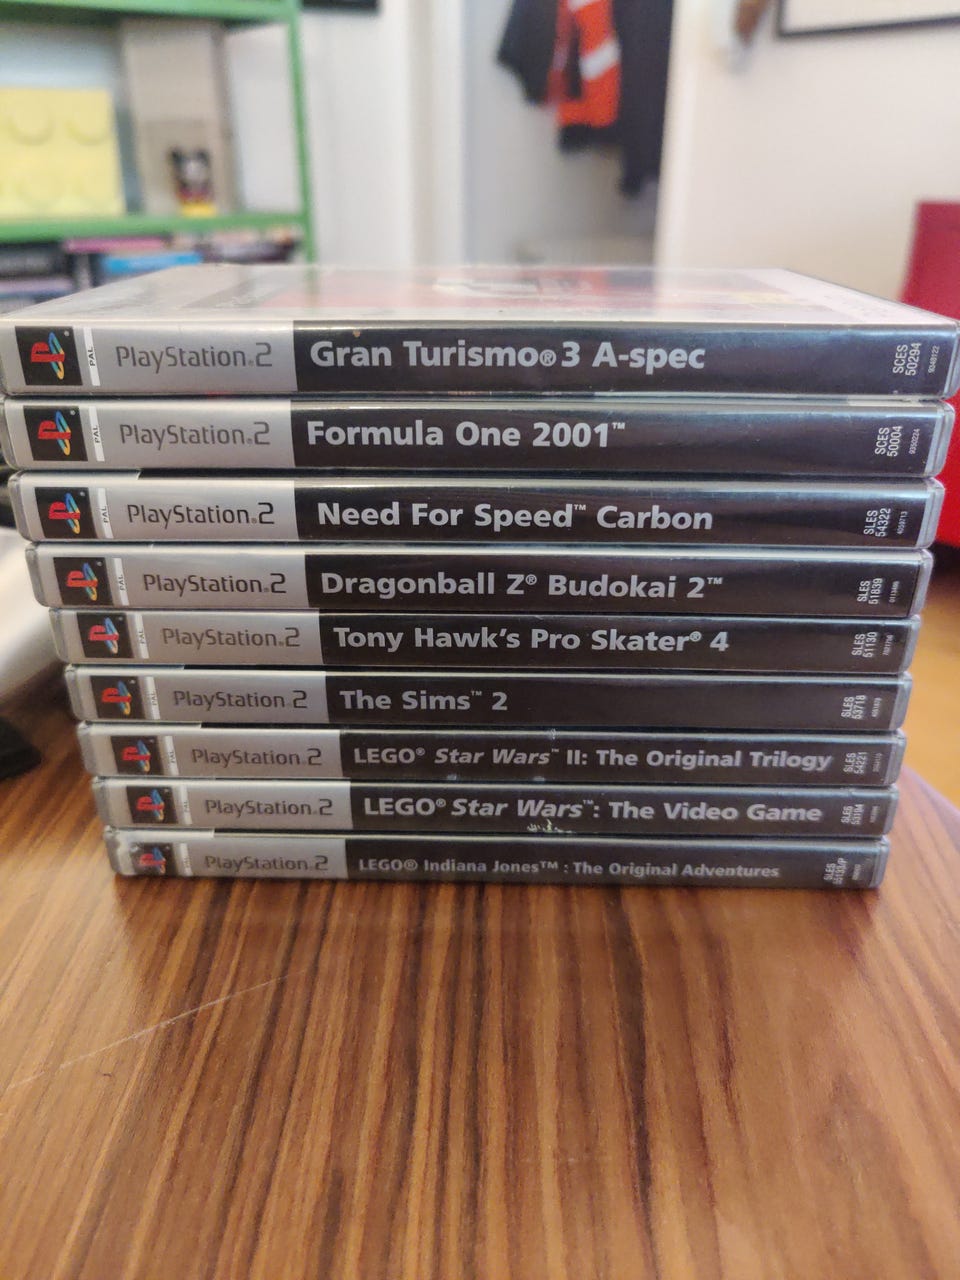 PAL PlayStation®2 Gran Turismo® 3 A-spec SCES 50294
PAL PlayStation®2 Formula One 2001™ SCES 50004
PAL PlayStation®2 Need For Speed™ Carbon SLES 54322
PAL PlayStation®2 Dragonball Z® Budokai 2™ SLES 51839
PAL PlayStation®2 Tony Hawk's Pro Skater® 4 SLES 51130
PAL PlayStation®2 The Sims™ 2 SLES 53718
PAL PlayStation®2 LEGO® Star Wars™ II: The Original Trilogy SLES 54221
PAL PlayStation®2 LEGO® Star Wars™: The Video Game SLES
PlayStation®2 LEGO® Indiana Jones™ : The Original Adventures SLES